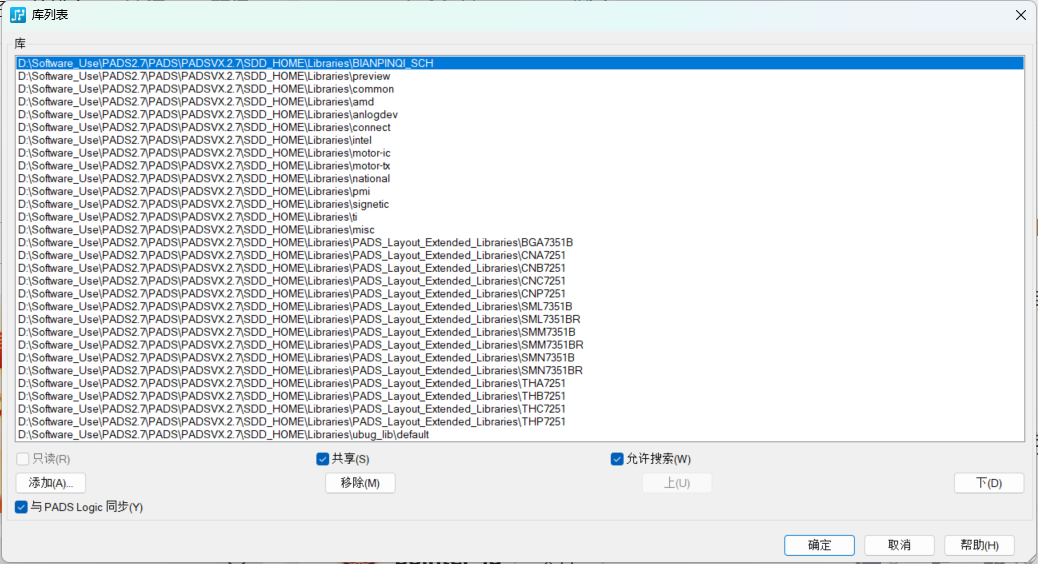 库列表
库
D:\Software_Use\PADS2.7\PADS\PADSVX.2.7\SDD_HOME\Libraries\BIANPINQI_SCH
D:\Software_Use\PADS2.7\PADS\PADSVX.2.7\SDD_HOME\Libraries\preview
D:\Software_Use\PADS2.7\PADS\PADSVX.2.7\SDD_HOME\Libraries\common
D:\Software_Use\PADS2.7\PADS\PADSVX.2.7\SDD_HOME\Libraries\amd
D:\Software_Use\PADS2.7\PADS\PADSVX.2.7\SDD_HOME\Libraries\anlogdev
D:\Software_Use\PADS2.7\PADS\PADSVX.2.7\SDD_HOME\Libraries\connect
D:\Software_Use\PADS2.7\PADS\PADSVX.2.7\SDD_HOME\Libraries\intel
D:\Software_Use\PADS2.7\PADS\PADSVX.2.7\SDD_HOME\Libraries\motor-ic
D:\Software_Use\PADS2.7\PADS\PADSVX.2.7\SDD_HOME\Libraries\motor-tx
D:\Software_Use\PADS2.7\PADS\PADSVX.2.7\SDD_HOME\Libraries\national
D:\Software_Use\PADS2.7\PADS\PADSVX.2.7\SDD_HOME\Libraries\pmi
D:\Software_Use\PADS2.7\PADS\PADSVX.2.7\SDD_HOME\Libraries\signetic
D:\Software_Use\PADS2.7\PADS\PADSVX.2.7\SDD_HOME\Libraries\ti
D:\Software_Use\PADS2.7\PADS\PADSVX.2.7\SDD_HOME\Libraries\misc
D:\Software_Use\PADS2.7\PADS\PADSVX.2.7\SDD_HOME\Libraries\PADS_Layout_Extended_Libraries\BGA7351B
D:\Software_Use\PADS2.7\PADS\PADSVX.2.7\SDD_HOME\Libraries\PADS_Layout_Extended_Libraries\CNA7251
D:\Software_Use\PADS2.7\PADS\PADSVX.2.7\SDD_HOME\Libraries\PADS_Layout_Extended_Libraries\CNB7251
D:\Software_Use\PADS2.7\PADS\PADSVX.2.7\SDD_HOME\Libraries\PADS_Layout_Extended_Libraries\CNC7251
D:\Software_Use\PADS2.7\PADS\PADSVX.2.7\SDD_HOME\Libraries\PADS_Layout_Extended_Libraries\CNP7251
D:\Software_Use\PADS2.7\PADS\PADSVX.2.7\SDD_HOME\Libraries\PADS_Layout_Extended_Libraries\SML7351B
D:\Software_Use\PADS2.7\PADS\PADSVX.2.7\SDD_HOME\Libraries\PADS_Layout_Extended_Libraries\SML7351BR
D:\Software_Use\PADS2.7\PADS\PADSVX.2.7\SDD_HOME\Libraries\PADS_Layout_Extended_Libraries\SMM7351B
D:\Software_Use\PADS2.7\PADS\PADSVX.2.7\SDD_HOME\Libraries\PADS_Layout_Extended_Libraries\SMM7351BR
D:\Software_Use\PADS2.7\PADS\PADSVX.2.7\SDD_HOME\Libraries\PADS_Layout_Extended_Libraries\SMN7351B
D:\Software_Use\PADS2.7\PADS\PADSVX.2.7\SDD_HOME\Libraries\PADS_Layout_Extended_Libraries\SMN7351BR
D:\Software_Use\PADS2.7\PADS\PADSVX.2.7\SDD_HOME\Libraries\PADS_Layout_Extended_Libraries\THA7251
D:\Software_Use\PADS2.7\PADS\PADSVX.2.7\SDD_HOME\Libraries\PADS_Layout_Extended_Libraries\THB7251
D:\Software_Use\PADS2.7\PADS\PADSVX.2.7\SDD_HOME\Libraries\PADS_Layout_Extended_Libraries\THC7251
D:\Software_Use\PADS2.7\PADS\PADSVX.2.7\SDD_HOME\Libraries\PADS_Layout_Extended_Libraries\THP7251
D:\Software_Use\PADS2.7\PADS\PADSVX.2.7\SDD_HOME\Libraries\ubug_lib\default
只读(R) 共享(S) 允许搜索(W)
添加(A)... 移除(M) 上(U) 下(D)
与 PADS Logic 同步(Y)
确定 取消 帮助(H)